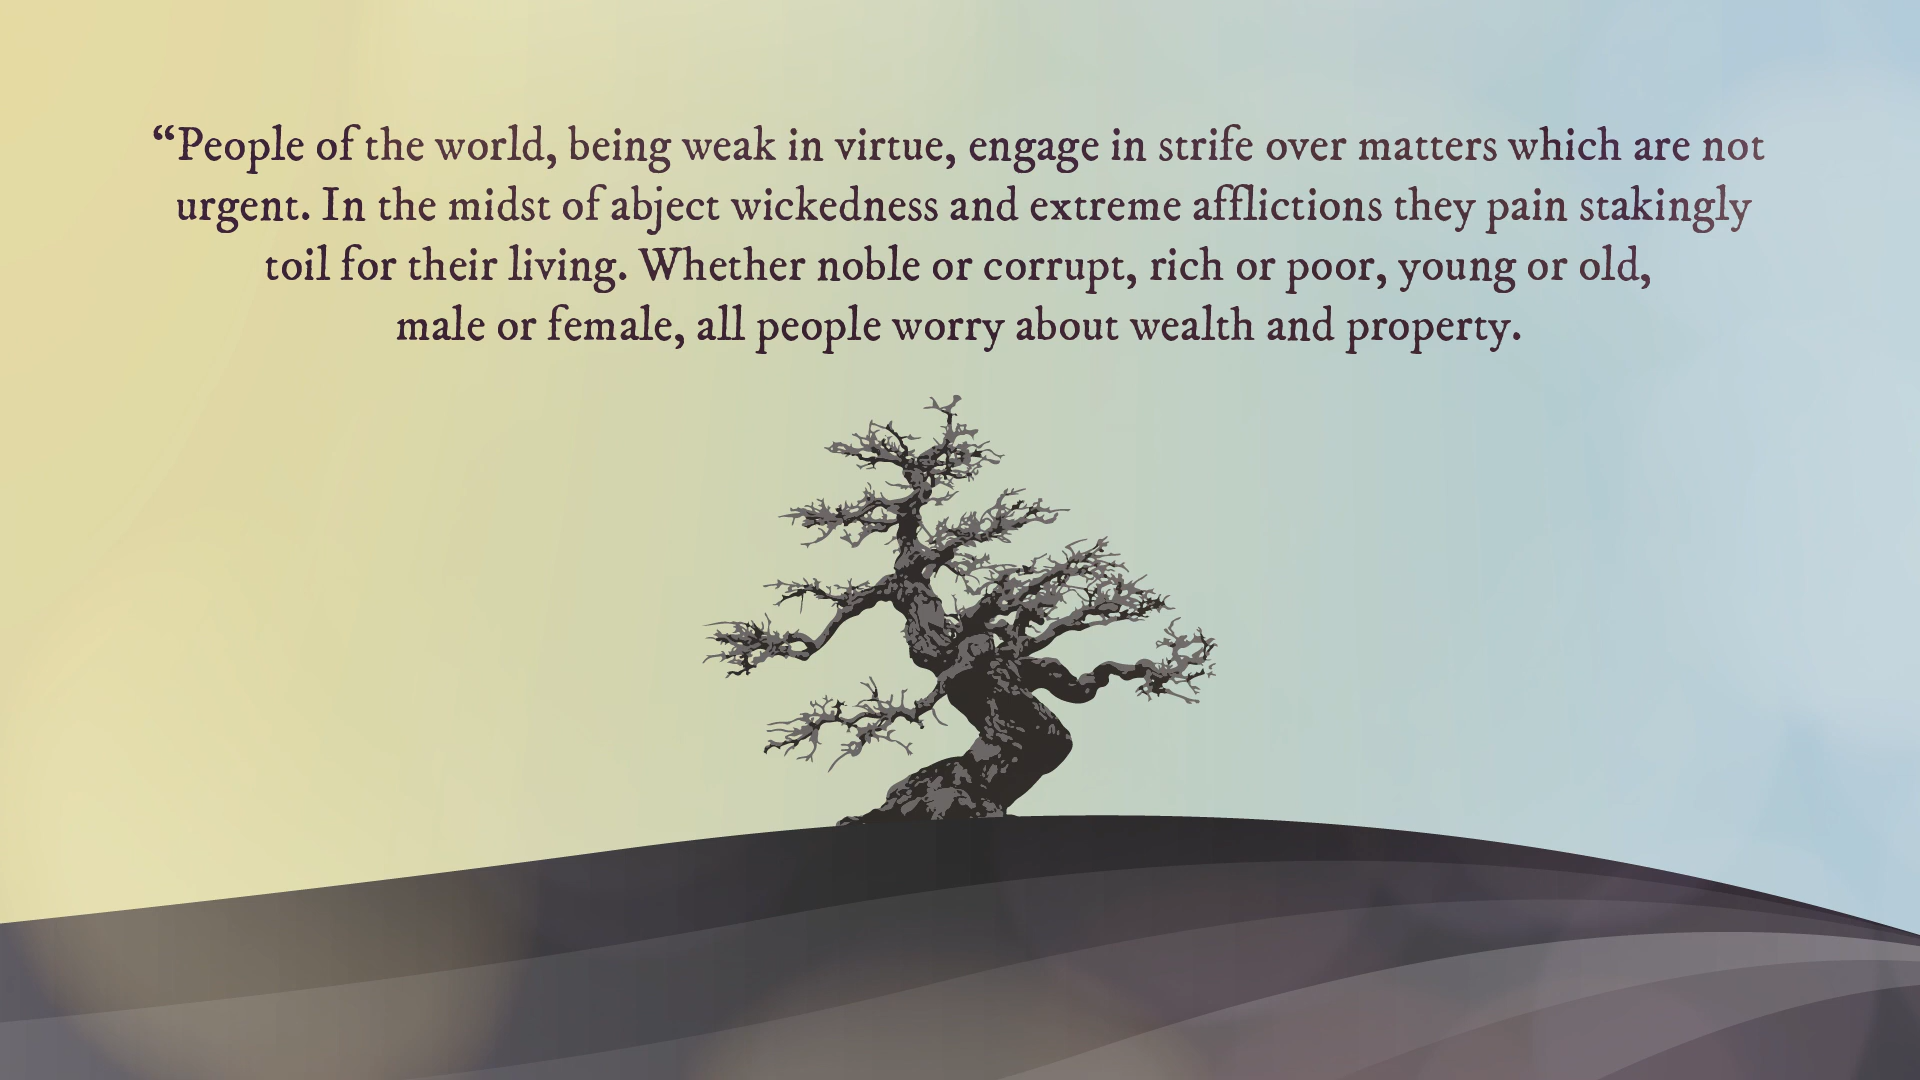 “People of the world, being weak in virtue, engage in strife over matters which are not
urgent. In the midst of abject wickedness and extreme afflictions they pain stakingly
toil for their living. Whether noble or corrupt, rich or poor, young or old,
male or female, all people worry about wealth and property.